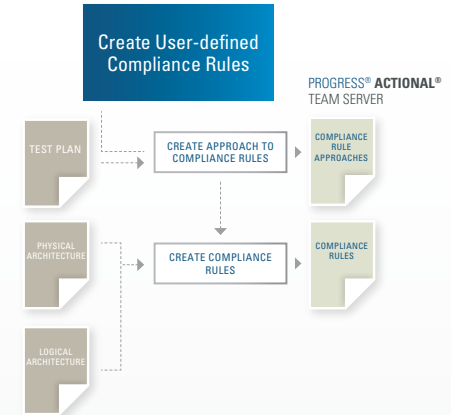 Create User-defined
Compliance Rules
PROGRESS® ACTIONAL®
TEAM SERVER
TEST PLAN
CREATE APPROACH TO
COMPLIANCE RULES
COMPLIANCE
RULE
APPROACHES
PHYSICAL
ARCHITECTURE
CREATE COMPLIANCE
RULES
COMPLIANCE
RULES
LOGICAL
ARCHITECTURE